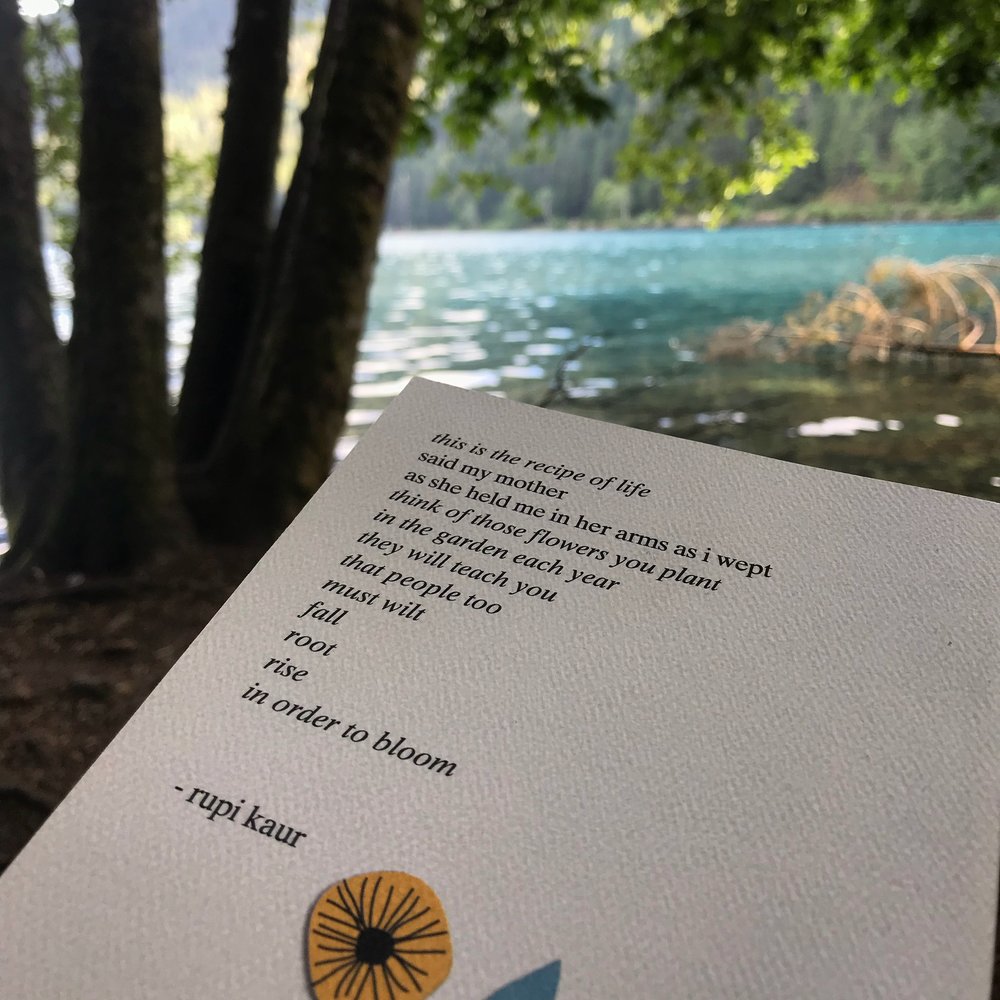 this is the recipe of life
said my mother
as she held me in her arms as i wept
think of those flowers you plant
in the garden each year
they will teach you
that people too
must wilt
fall
root
rise
in order to bloom
- rupi kaur